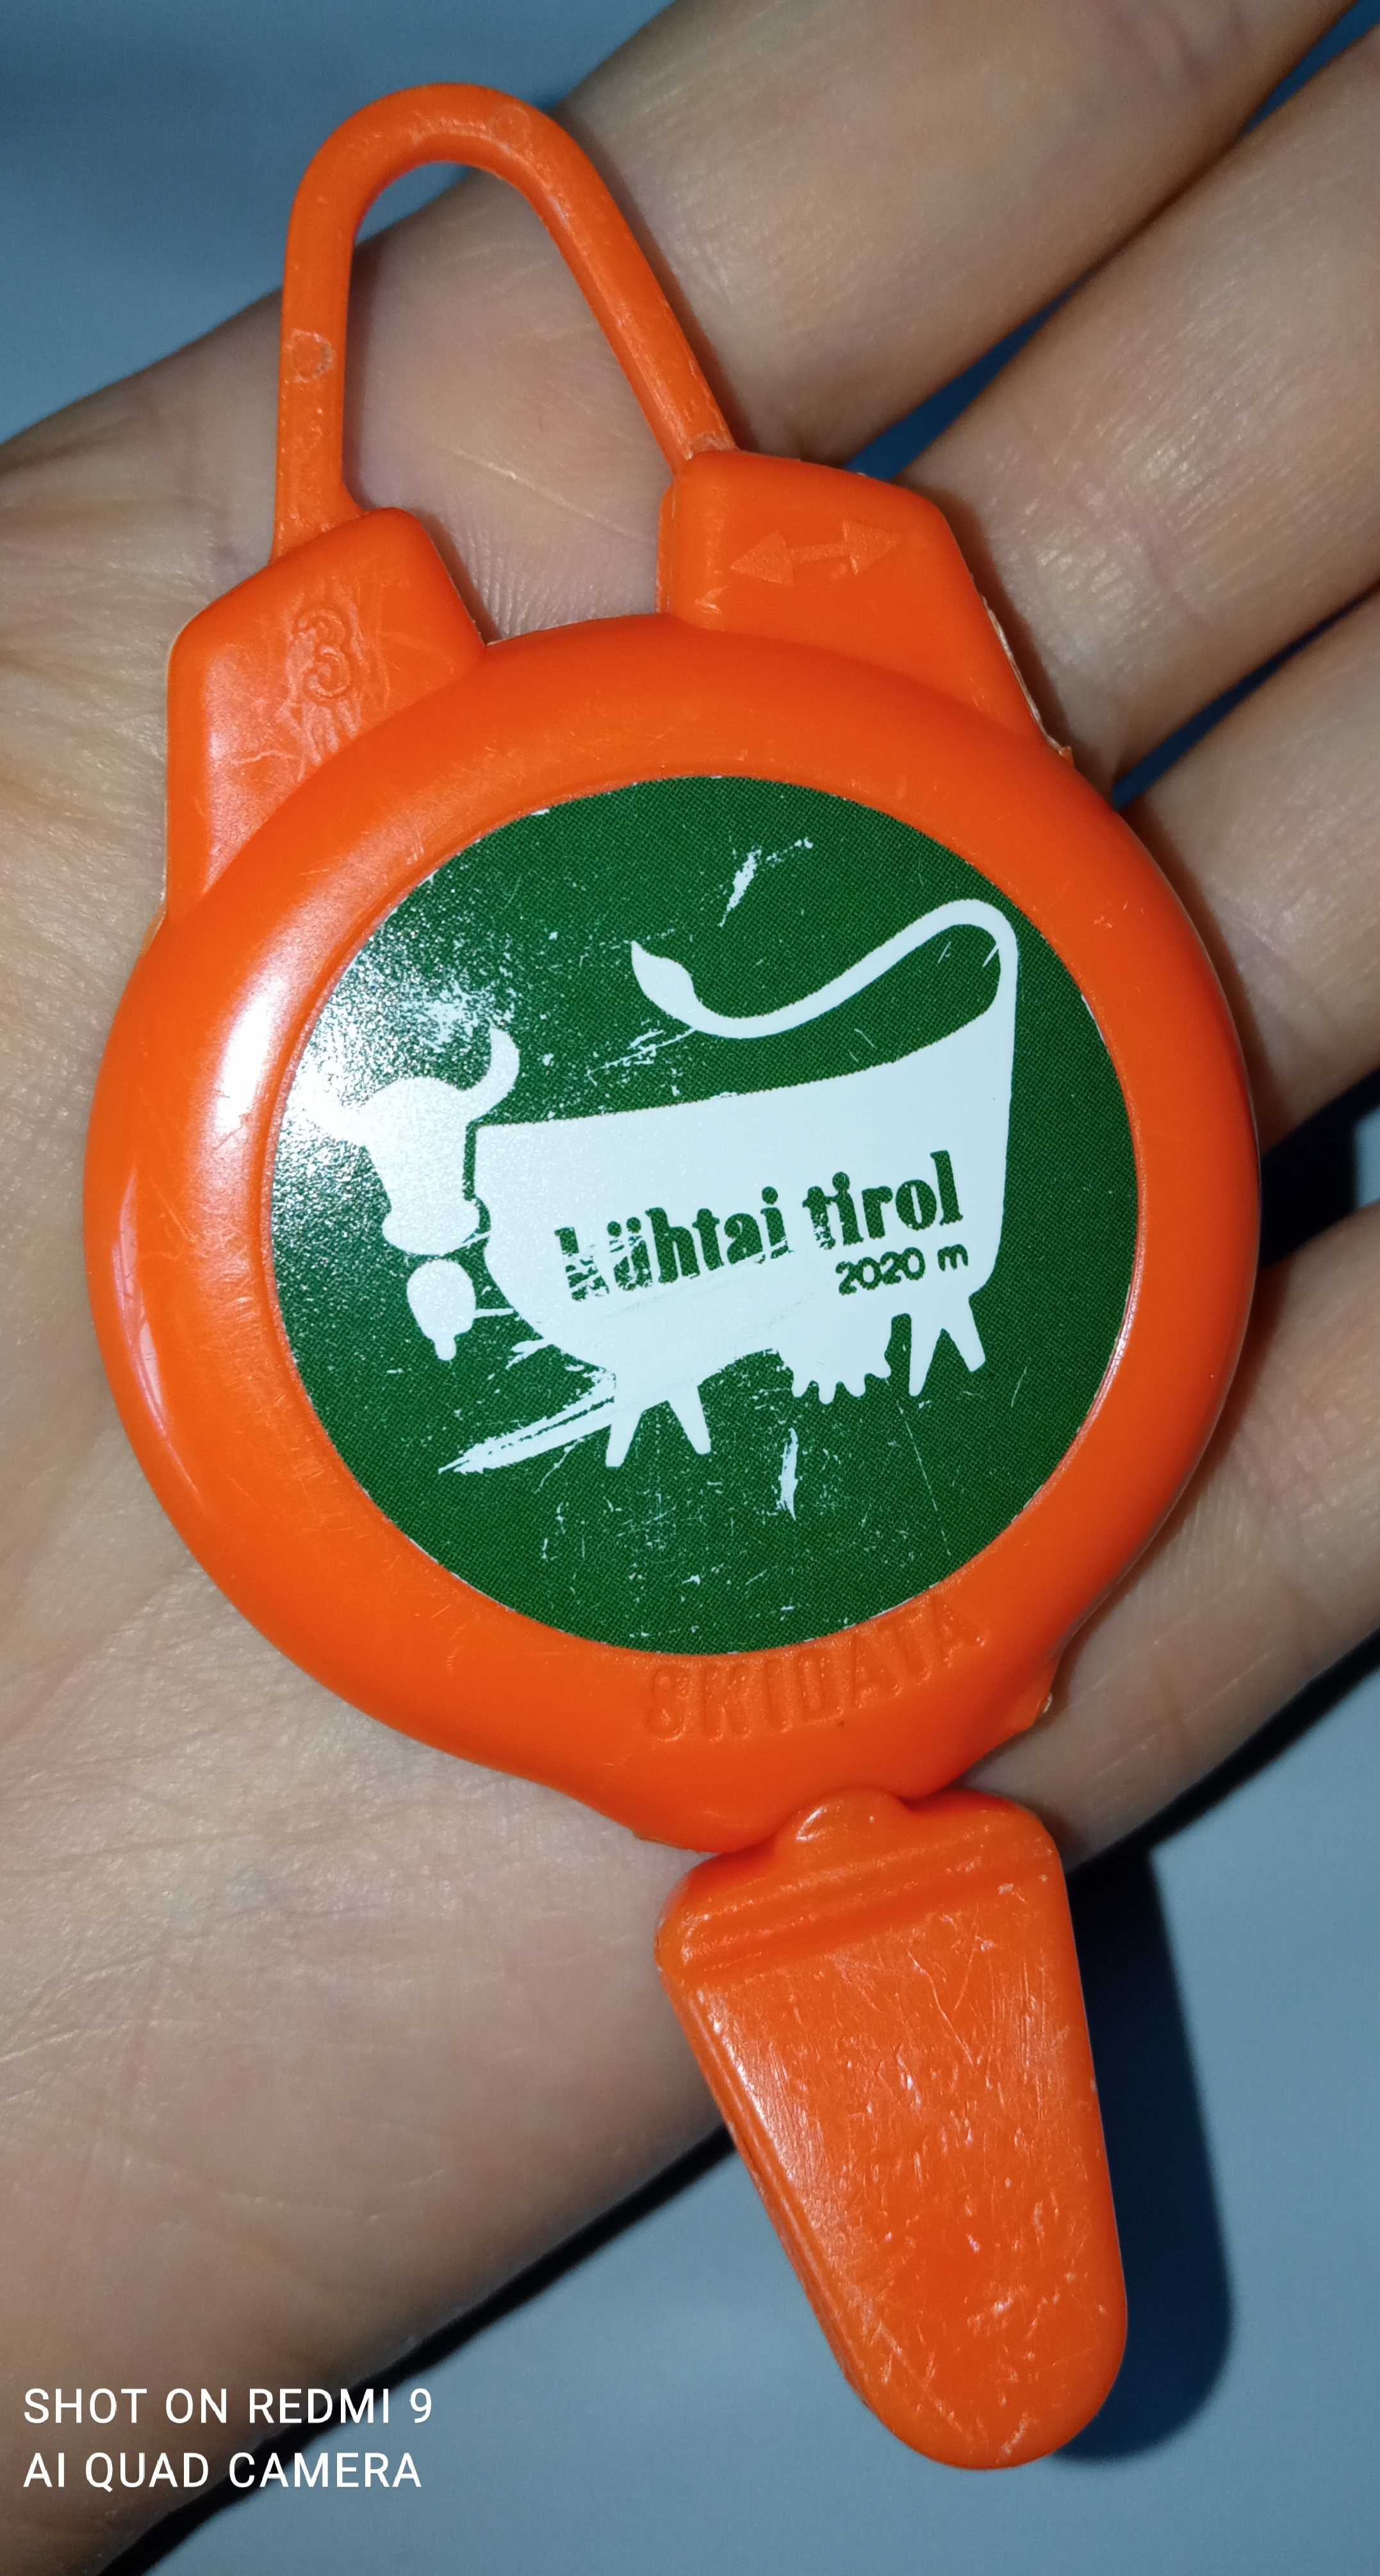 3
kühtai tirol
2020 m
SKIDATA
SHOT ON REDMI 9
AI QUAD CAMERA